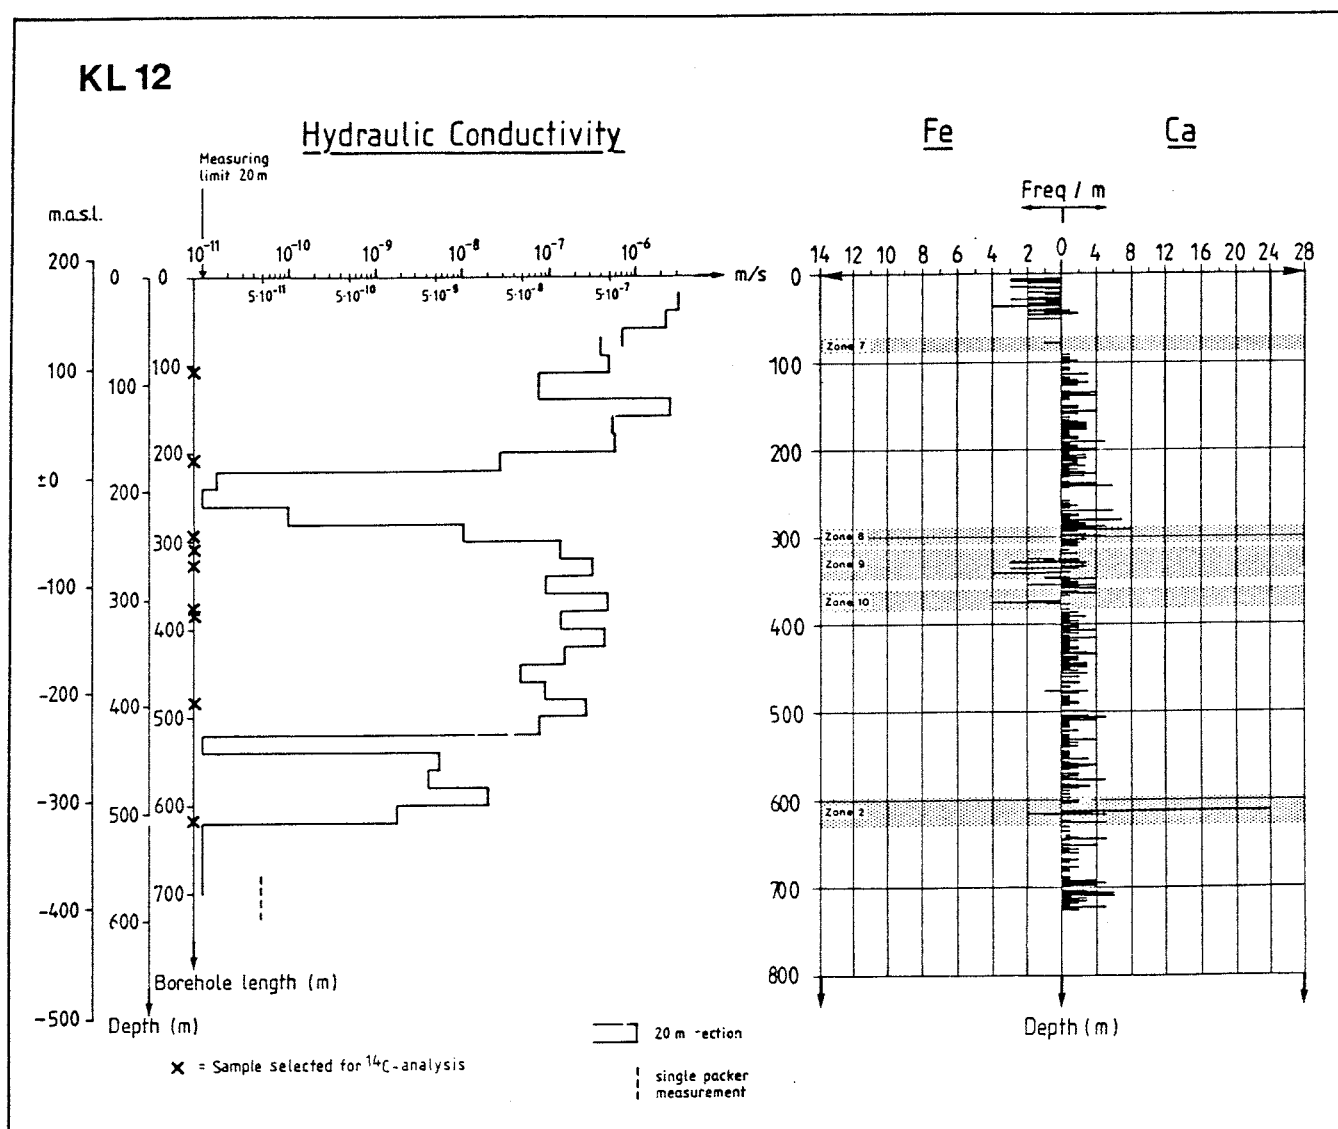 KL 12
Hydraulic Conductivity
Fe
Ca
Measuring
limit 20 m
Freq / m
m.a.s.l.
10⁻¹¹ 10⁻¹⁰ 10⁻⁹ 10⁻⁸ 10⁻⁷ 10⁻⁶
m/s
5·10⁻¹¹ 5·10⁻¹⁰ 5·10⁻⁹ 5·10⁻⁸ 5·10⁻⁷
14 12 10 8 6 4 2 0 4 8 12 16 20 24 28
200
100
±0
-100
-200
-300
-400
-500
0
100
200
300
400
500
600
0
100
200
300
400
500
600
700
0
100
200
300
400
500
600
700
800
Zone 7
Zone 8
Zone 9
Zone 10
Zone 2
Borehole length (m)
Depth (m)
Depth (m)
x = Sample selected for ¹⁴C-analysis
20 m
single packer
measurement